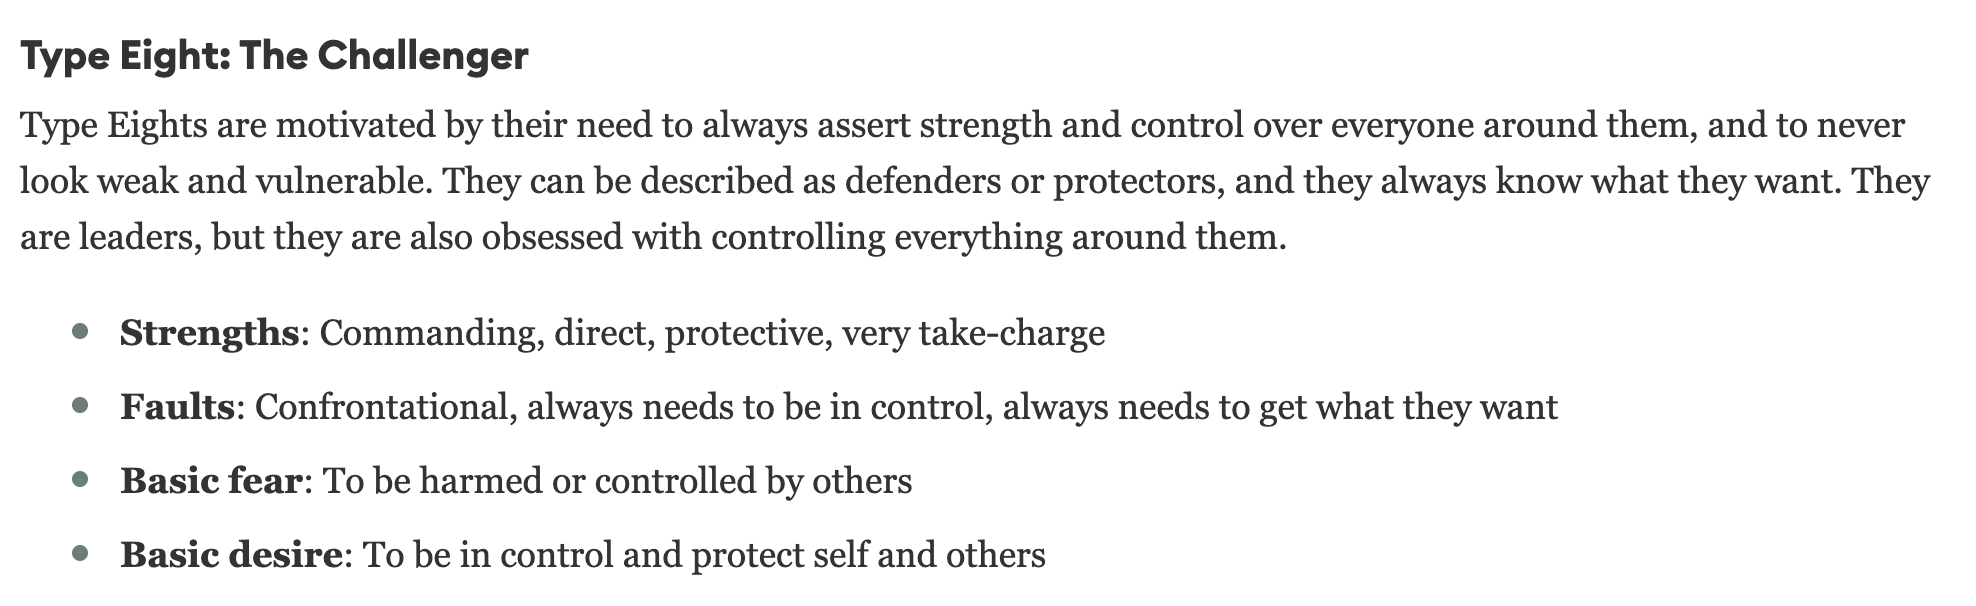 Type Eight: The Challenger
Type Eights are motivated by their need to always assert strength and control over everyone around them, and to never
look weak and vulnerable. They can be described as defenders or protectors, and they always know what they want. They
are leaders, but they are also obsessed with controlling everything around them.
Strengths: Commanding, direct, protective, very take-charge
Faults: Confrontational, always needs to be in control, always needs to get what they want
Basic fear: To be harmed or controlled by others
Basic desire: To be in control and protect self and others